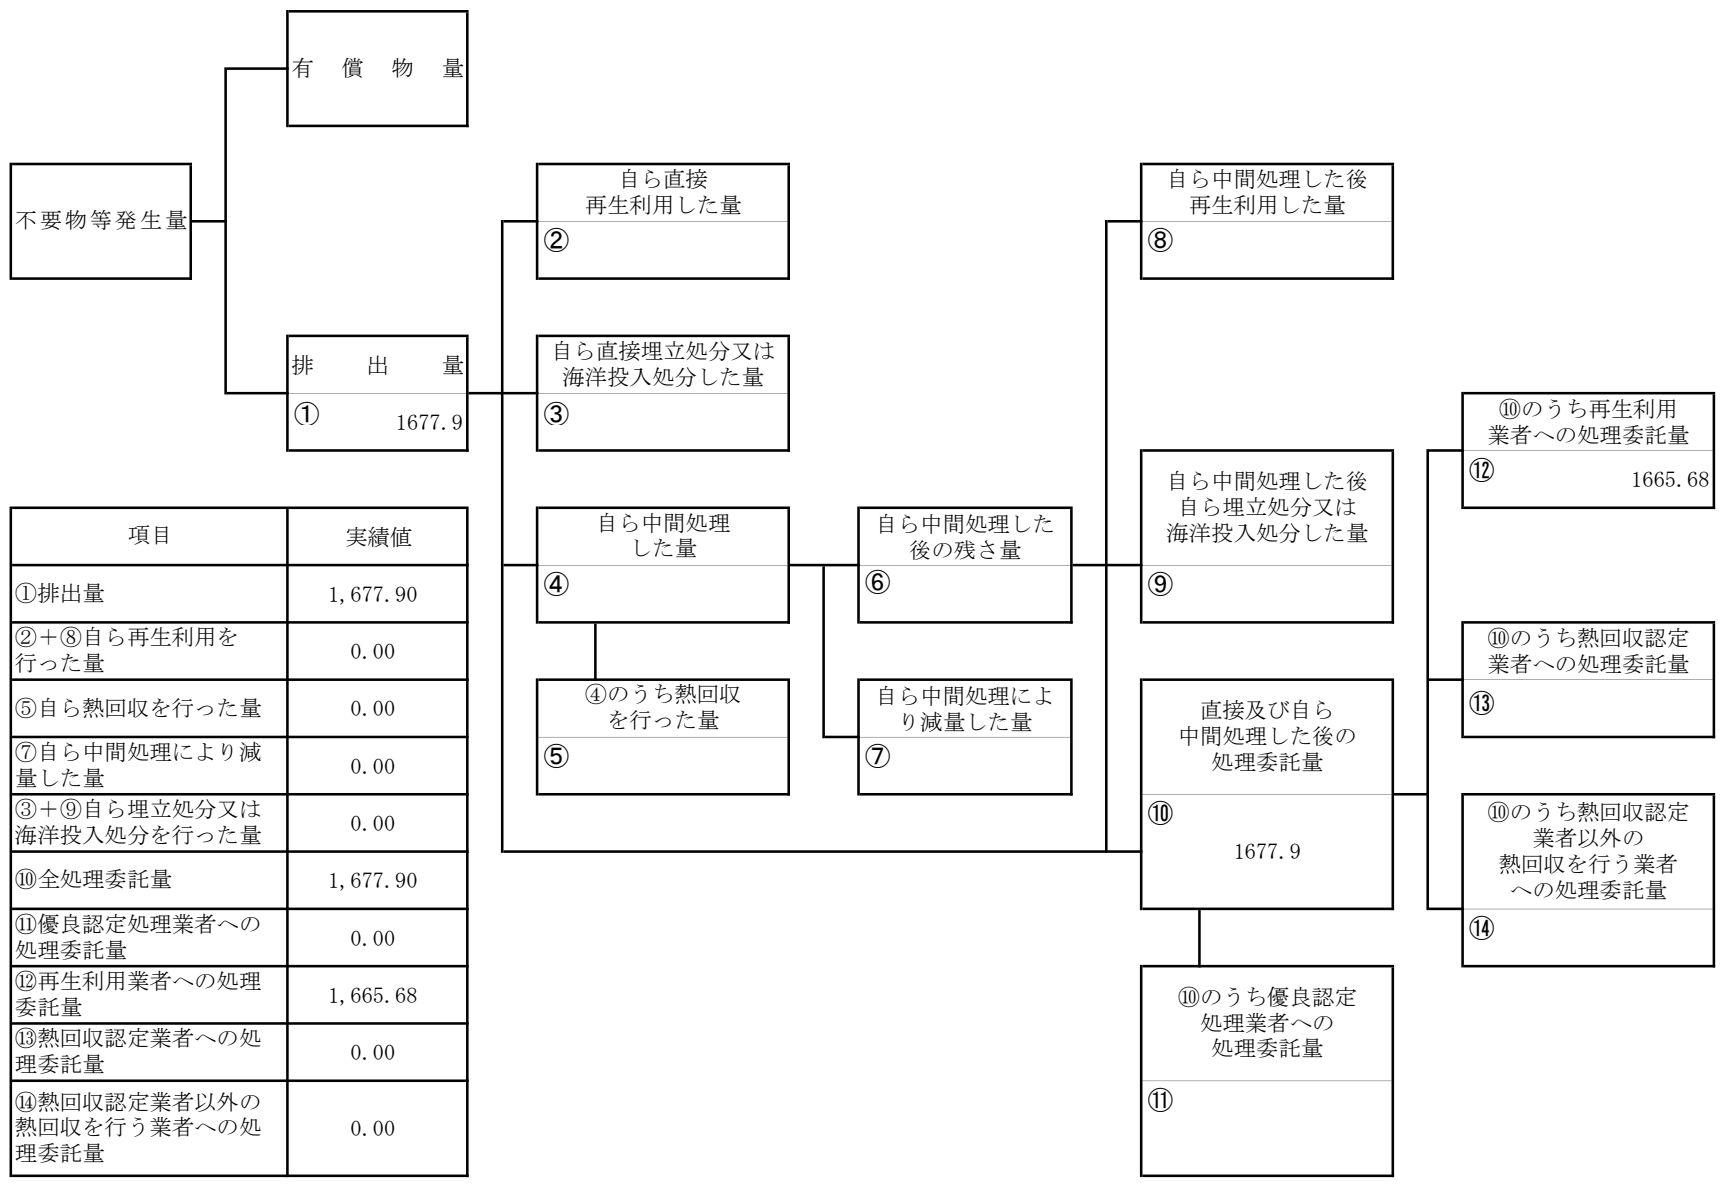 有償物量
不要物等発生量
排出量
①
1677.9
自ら直接
再生利用した量
②
自ら直接埋立処分又は
海洋投入処分した量
③
自ら中間処理
した量
④
④のうち熱回収
を行った量
⑤
自ら中間処理した
後の残さ量
⑥
自ら中間処理によ
り減量した量
⑦
自ら中間処理した後
再生利用した量
⑧
自ら中間処理した後
自ら埋立処分又は
海洋投入処分した量
⑨
直接及び自ら
中間処理した後の
処理委託量
⑩
1677.9
⑩のうち優良認定
処理業者への
処理委託量
⑪
⑩のうち再生利用
業者への処理委託量
⑫
1665.68
⑩のうち熱回収認定
業者への処理委託量
⑬
⑩のうち熱回収認定
業者以外の
熱回収を行う業者
への処理委託量
⑭
項目 実績値
①排出量 1,677.90
②+⑧自ら再生利用を
行った量 0.00
⑤自ら熱回収を行った量 0.00
⑦自ら中間処理により減
量した量 0.00
③+⑨自ら埋立処分又は
海洋投入処分を行った量 0.00
⑩全処理委託量 1,677.90
⑪優良認定処理業者への
処理委託量 0.00
⑫再生利用業者への処理
委託量 1,665.68
⑬熱回収認定業者への処
理委託量 0.00
⑭熱回収認定業者以外の
熱回収を行う業者への処
理委託量 0.00